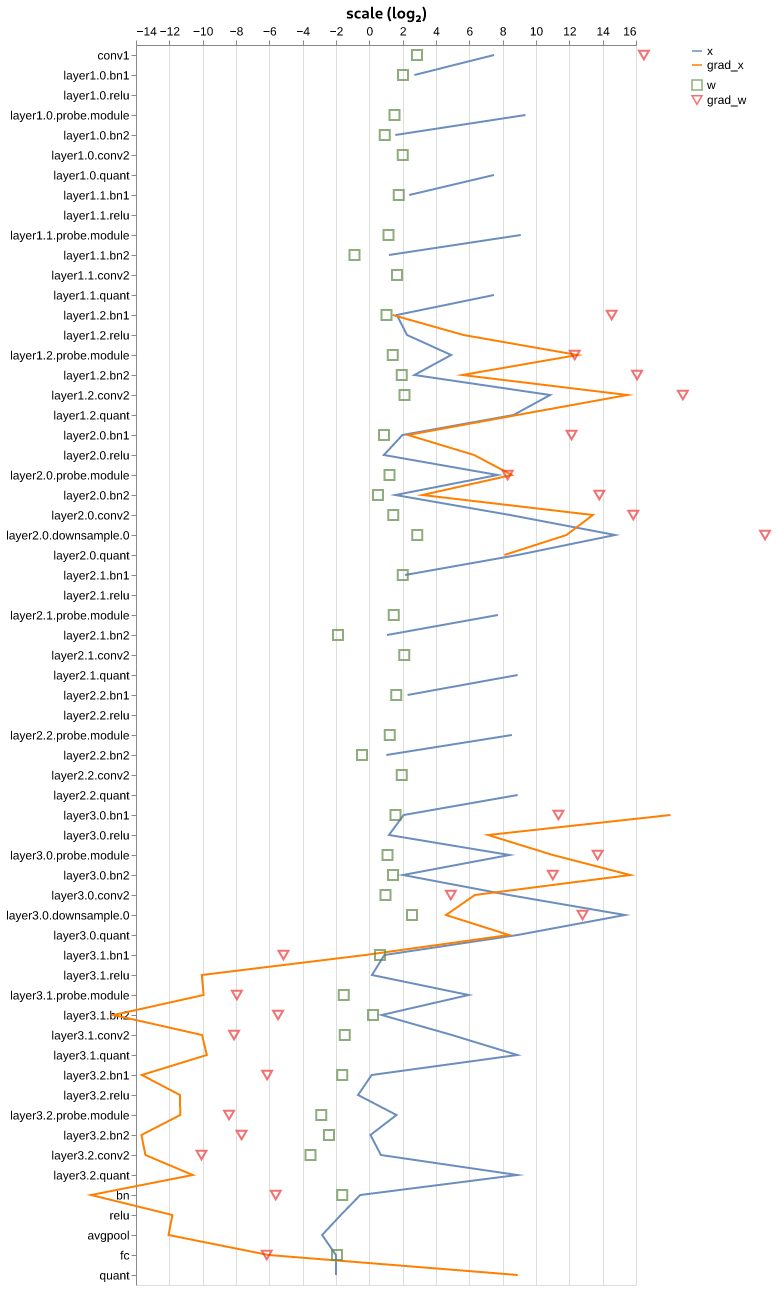 scale (log₂)
−14 −12 −10 −8 −6 −4 −2 0 2 4 6 8 10 12 14 16
x
grad_x
w
grad_w
conv1
layer1.0.bn1
layer1.0.relu
layer1.0.probe.module
layer1.0.bn2
layer1.0.conv2
layer1.0.quant
layer1.1.bn1
layer1.1.relu
layer1.1.probe.module
layer1.1.bn2
layer1.1.conv2
layer1.1.quant
layer1.2.bn1
layer1.2.relu
layer1.2.probe.module
layer1.2.bn2
layer1.2.conv2
layer1.2.quant
layer2.0.bn1
layer2.0.relu
layer2.0.probe.module
layer2.0.bn2
layer2.0.conv2
layer2.0.downsample.0
layer2.0.quant
layer2.1.bn1
layer2.1.relu
layer2.1.probe.module
layer2.1.bn2
layer2.1.conv2
layer2.1.quant
layer2.2.bn1
layer2.2.relu
layer2.2.probe.module
layer2.2.bn2
layer2.2.conv2
layer2.2.quant
layer3.0.bn1
layer3.0.relu
layer3.0.probe.module
layer3.0.bn2
layer3.0.conv2
layer3.0.downsample.0
layer3.0.quant
layer3.1.bn1
layer3.1.relu
layer3.1.probe.module
layer3.1.bn2
layer3.1.conv2
layer3.1.quant
layer3.2.bn1
layer3.2.relu
layer3.2.probe.module
layer3.2.bn2
layer3.2.conv2
layer3.2.quant
bn
relu
avgpool
fc
quant